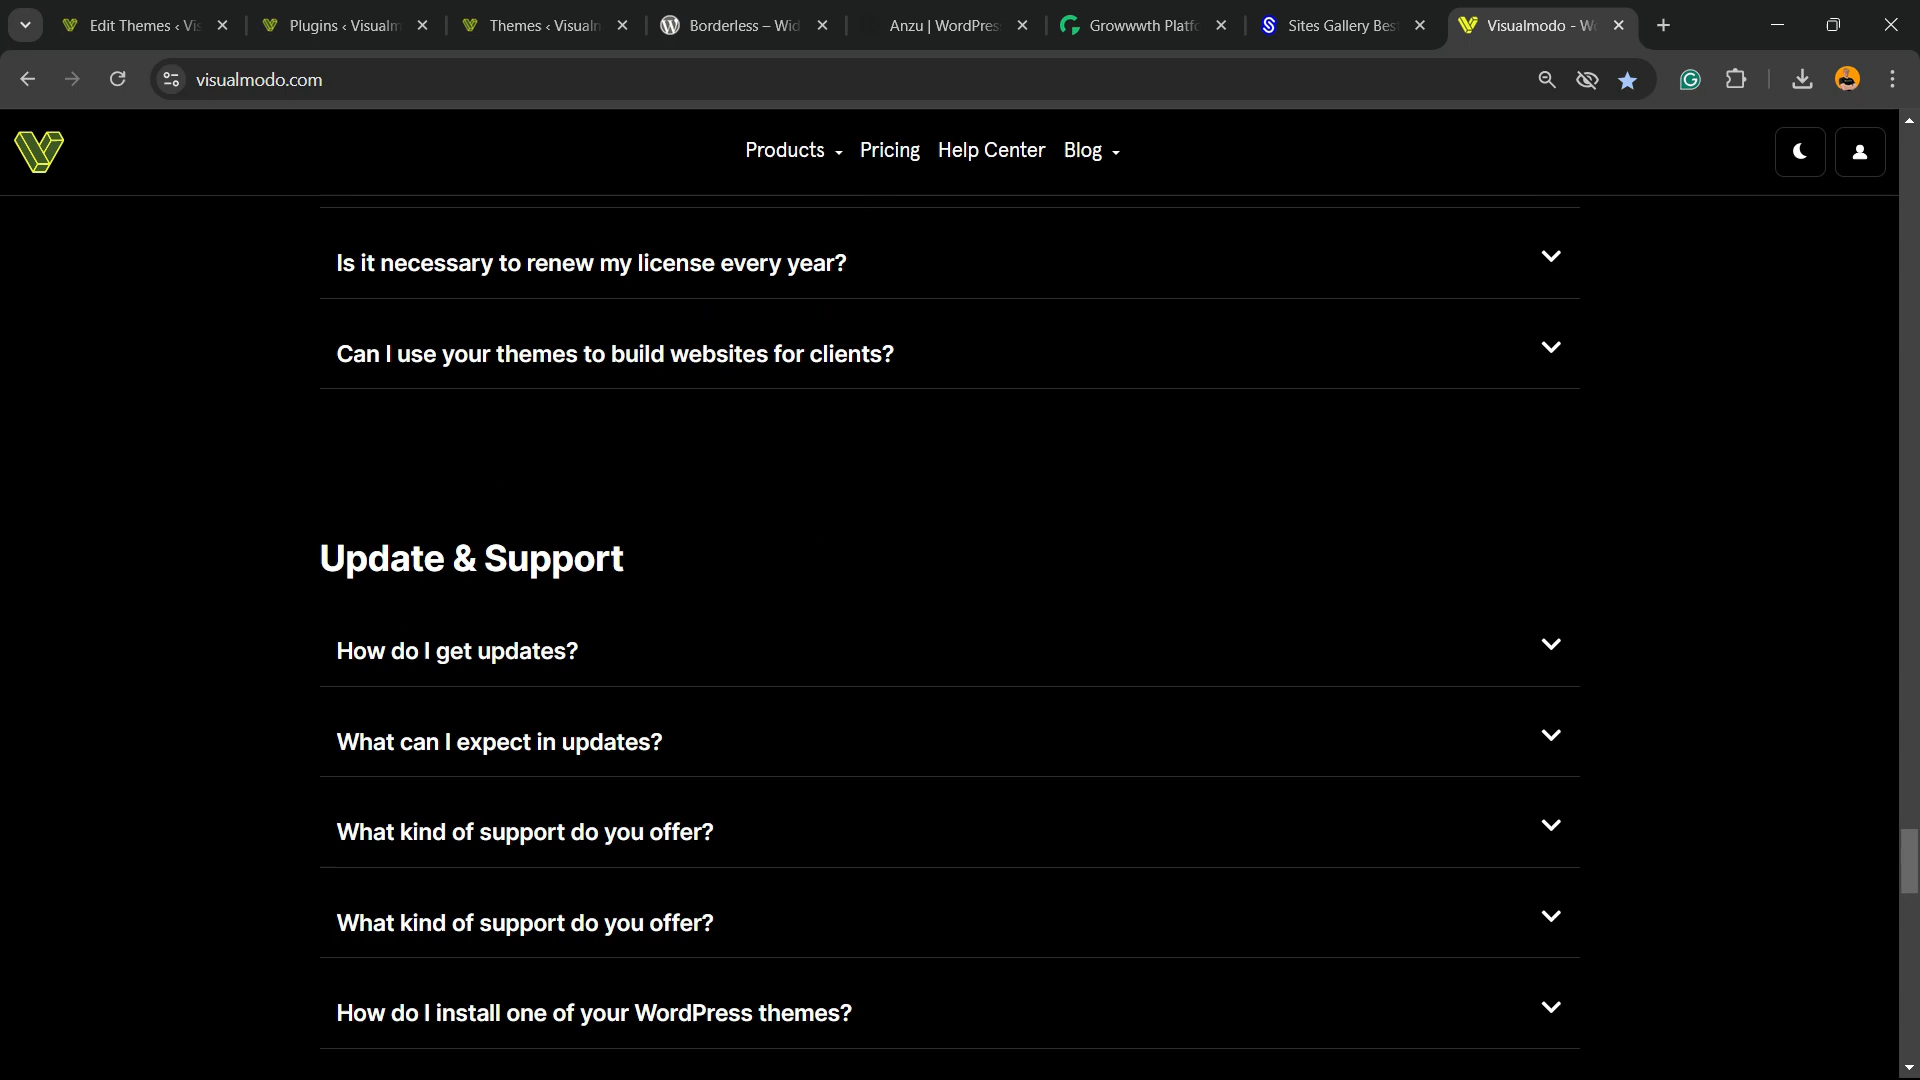 Edit Themes ‹ Vis
Plugins ‹ Visualm
Themes ‹ Visualn
Borderless – Wid
Anzu | WordPres
Growwwth Platfo
Sites Gallery Bes
Visualmodo - Wo
visualmodo.com
Products
Pricing
Help Center
Blog
Is it necessary to renew my license every year?
Can I use your themes to build websites for clients?
Update & Support
How do I get updates?
What can I expect in updates?
What kind of support do you offer?
What kind of support do you offer?
How do I install one of your WordPress themes?